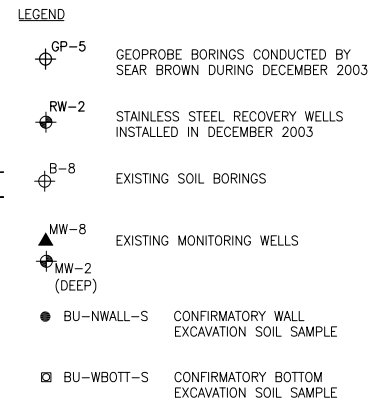 LEGEND
GP-5
GEOPROBE BORINGS CONDUCTED BY
SEAR BROWN DURING DECEMBER 2003
RW-2
STAINLESS STEEL RECOVERY WELLS
INSTALLED IN DECEMBER 2003
B-8
EXISTING SOIL BORINGS
MW-8
EXISTING MONITORING WELLS
MW-2
(DEEP)
BU-NWALL-S CONFIRMATORY WALL
EXCAVATION SOIL SAMPLE
BU-WBOTT-S CONFIRMATORY BOTTOM
EXCAVATION SOIL SAMPLE